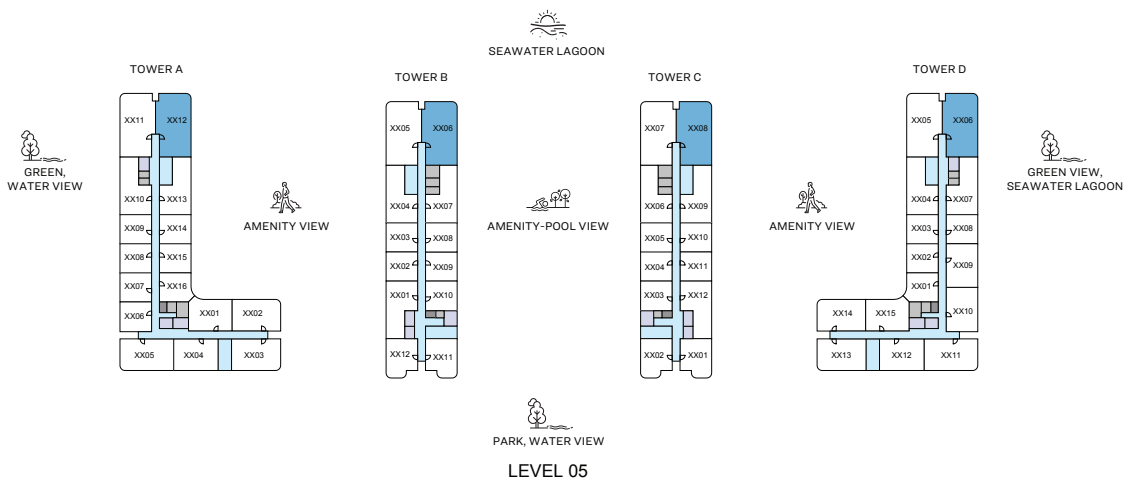 SEAWATER LAGOON
TOWER A
TOWER B
TOWER C
TOWER D
XX11 XX12
XX10 XX13
XX09 XX14
XX08 XX15
XX07 XX16
XX06
XX01 XX02
XX05 XX04 XX03
XX05 XX06
XX04 XX07
XX03 XX08
XX02 XX09
XX01 XX10
XX12 XX11
XX07 XX08
XX06 XX09
XX05 XX10
XX04 XX11
XX03 XX12
XX02 XX01
XX05 XX06
XX04 XX07
XX03 XX08
XX02 XX09
XX01
XX10
XX14 XX15
XX13 XX12 XX11
GREEN,
WATER VIEW
AMENITY VIEW
AMENITY-POOL VIEW
AMENITY VIEW
GREEN VIEW,
SEAWATER LAGOON
PARK, WATER VIEW
LEVEL 05